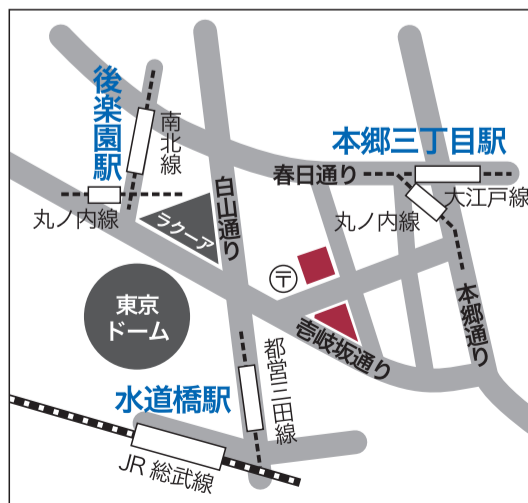 後楽園駅
南北線
丸ノ内線
ラクーア
白山通り
本郷三丁目駅
春日通り
大江戸線
丸ノ内線
〒
東京
ドーム
壱岐坂通り
本郷通り
水道橋駅
都営三田線
JR 総武線